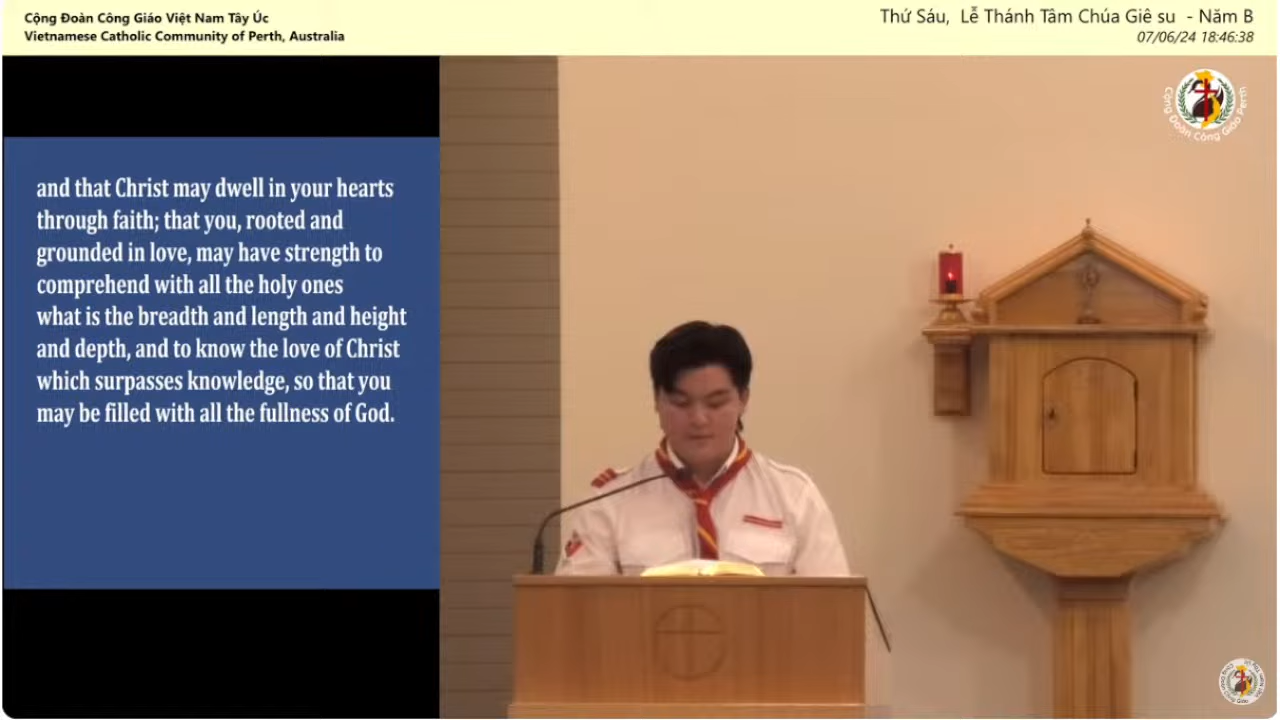 Cộng Đoàn Công Giáo Việt Nam Tây Úc
Vietnamese Catholic Community of Perth, Australia
Thứ Sáu, Lễ Thánh Tâm Chúa Giê su - Năm B
07/06/24 18:46:38
and that Christ may dwell in your hearts
through faith; that you, rooted and
grounded in love, may have strength to
comprehend with all the holy ones
what is the breadth and length and height
and depth, and to know the love of Christ
which surpasses knowledge, so that you
may be filled with all the fullness of God.
Cộng Đoàn Công Giáo Perth